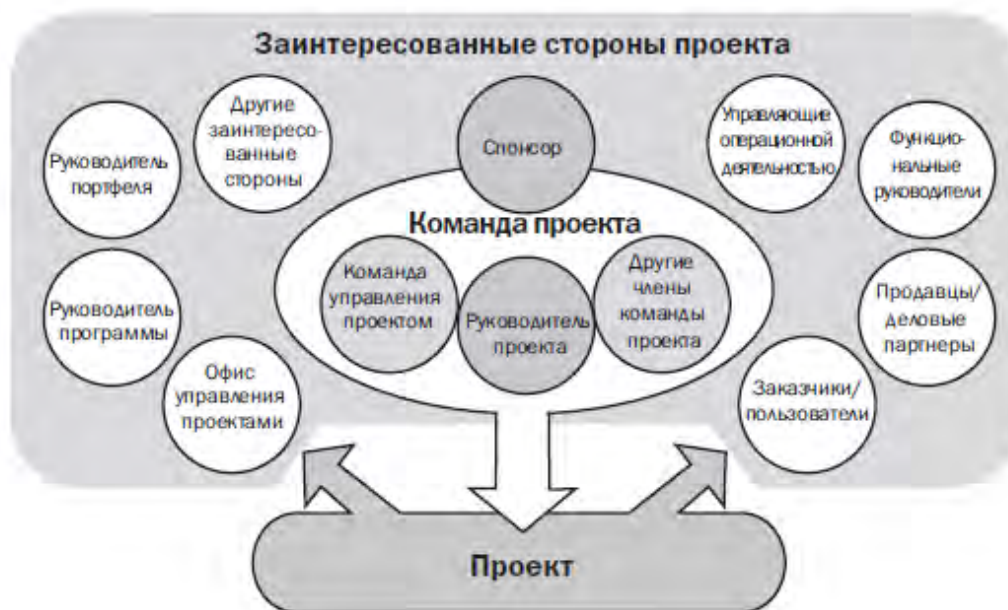 Заинтересованные стороны проекта
Руководитель
портфеля
Другие
заинтересо-
ванные
стороны
Спонсор
Управляющие
операционной
деятельностью
Функцио-
нальные
руководители
Команда проекта
Команда
управления
проектом
Руководитель
проекта
Другие
члены
команды
проекта
Руководитель
программы
Офис
управления
проектами
Продавцы/
деловые
партнеры
Заказчики/
пользователи
Проект